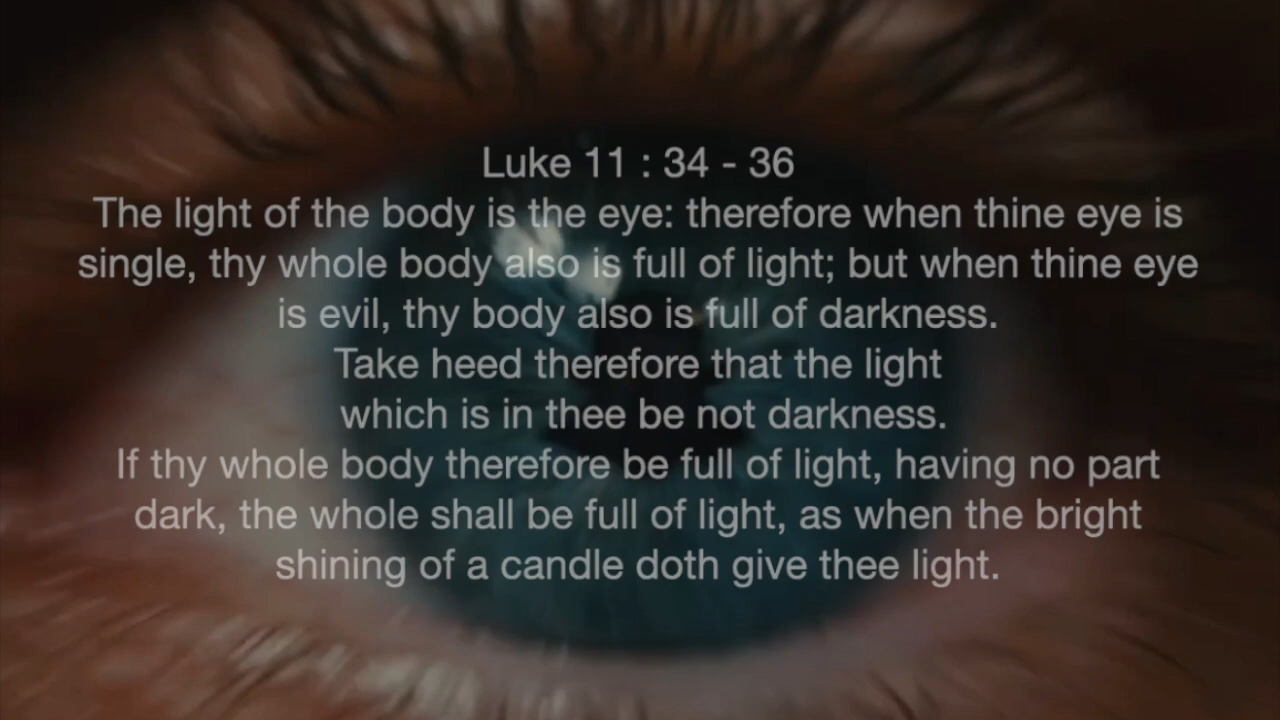 Luke 11 : 34 - 36
The light of the body is the eye: therefore when thine eye is
single, thy whole body also is full of light; but when thine eye
is evil, thy body also is full of darkness.
Take heed therefore that the light
which is in thee be not darkness.
If thy whole body therefore be full of light, having no part
dark, the whole shall be full of light, as when the bright
shining of a candle doth give thee light.